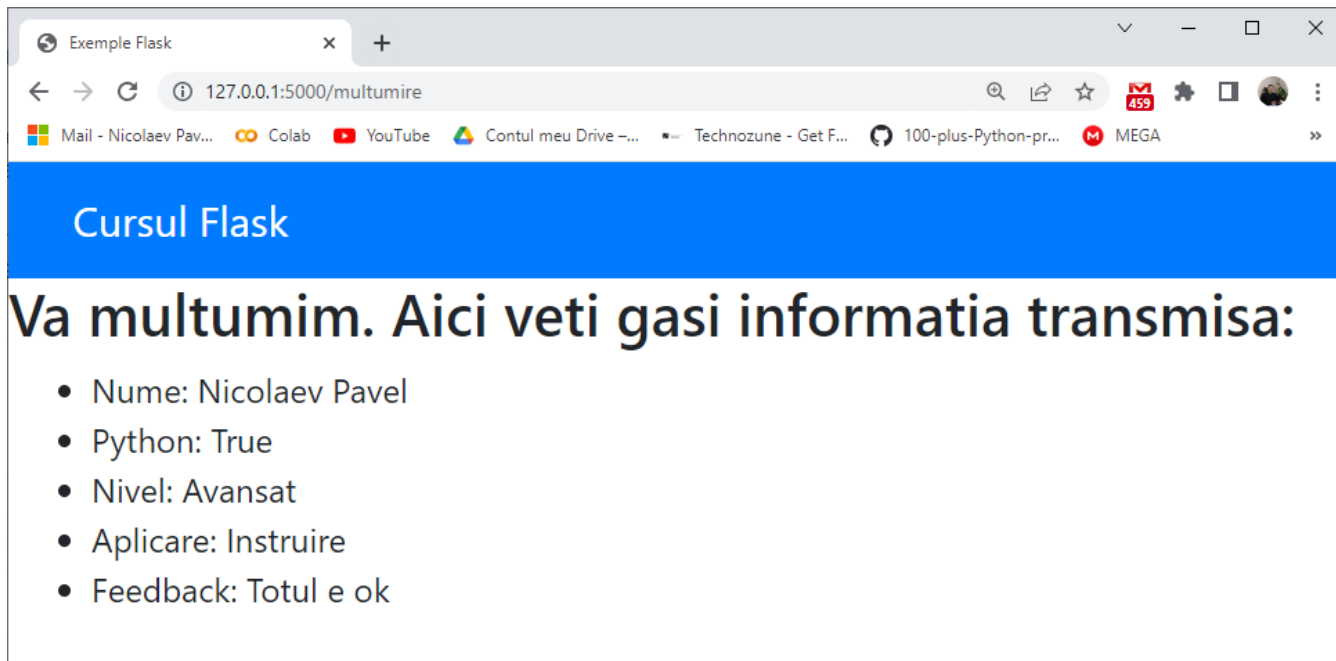 Exemple Flask
127.0.0.1:5000/multumire
459
Mail - Nicolaev Pav... Colab YouTube Contul meu Drive –... Technozune - Get F... 100-plus-Python-pr... MEGA »
Cursul Flask
Va multumim. Aici veti gasi informatia transmisa:
• Nume: Nicolaev Pavel
• Python: True
• Nivel: Avansat
• Aplicare: Instruire
• Feedback: Totul e ok